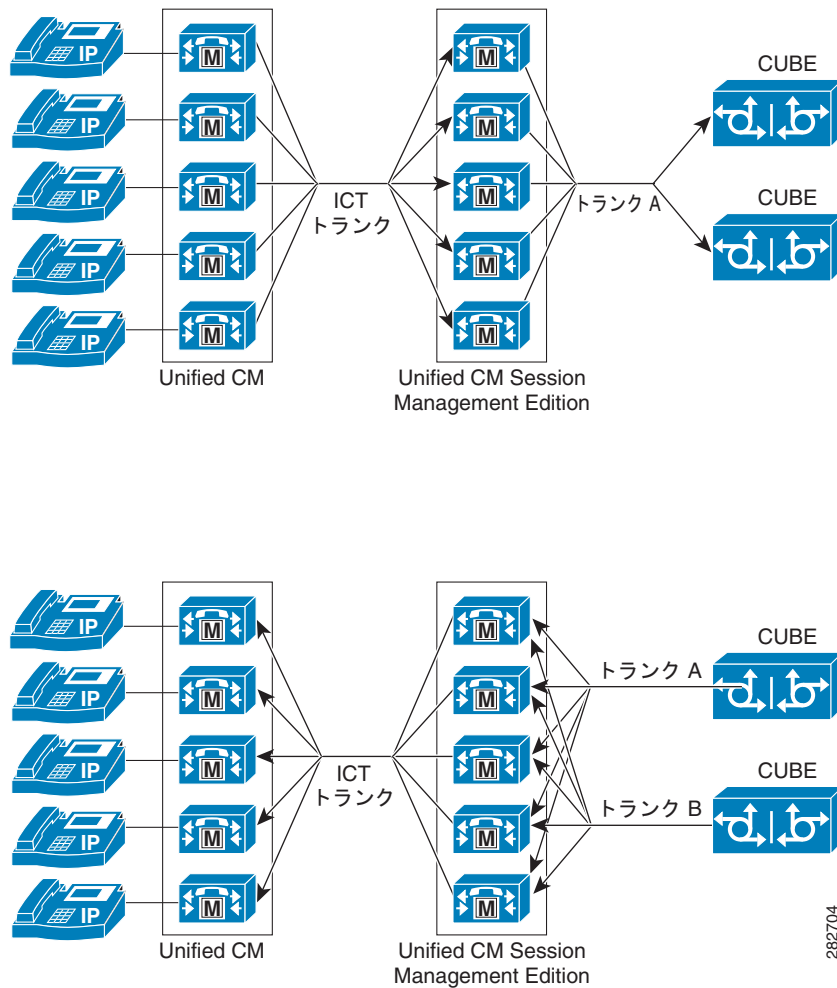 IP
M
M
CUBE
IP
M
M
IP
M
ICT
トランク
M
トランク A
CUBE
IP
M
M
IP
M
M
Unified CM
Unified CM Session
Management Edition
IP
M
M
CUBE
トランク A
IP
M
M
IP
M
ICT
トランク
M
CUBE
トランク B
IP
M
M
IP
M
M
Unified CM
Unified CM Session
Management Edition
282704